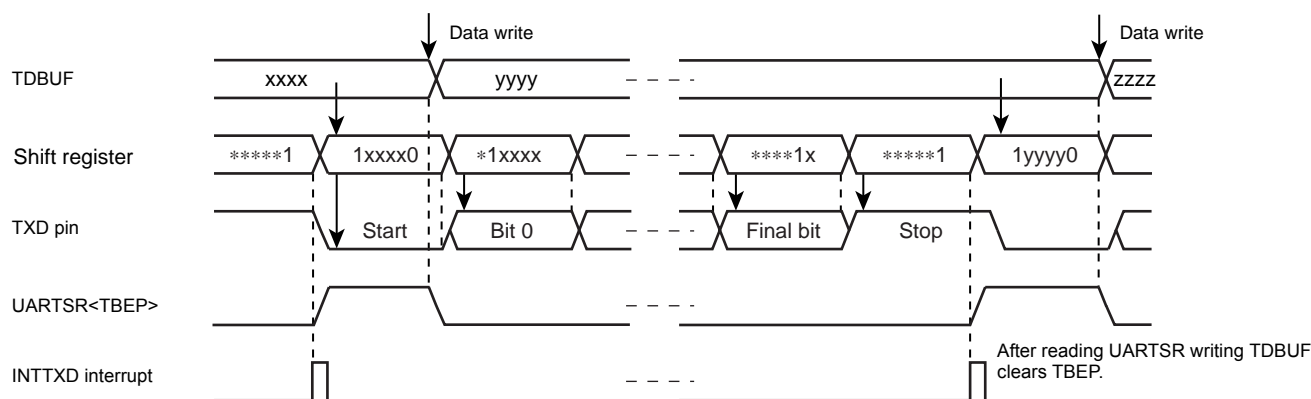 Data write
Data write
TDBUF
xxxx
yyyy
zzzz
Shift register
*****1
1xxxx0
*1xxxx
****1x
*****1
1yyyy0
TXD pin
Start
Bit 0
Final bit
Stop
UARTSR<TBEP>
INTTXD interrupt
After reading UARTSR writing TDBUF
clears TBEP.